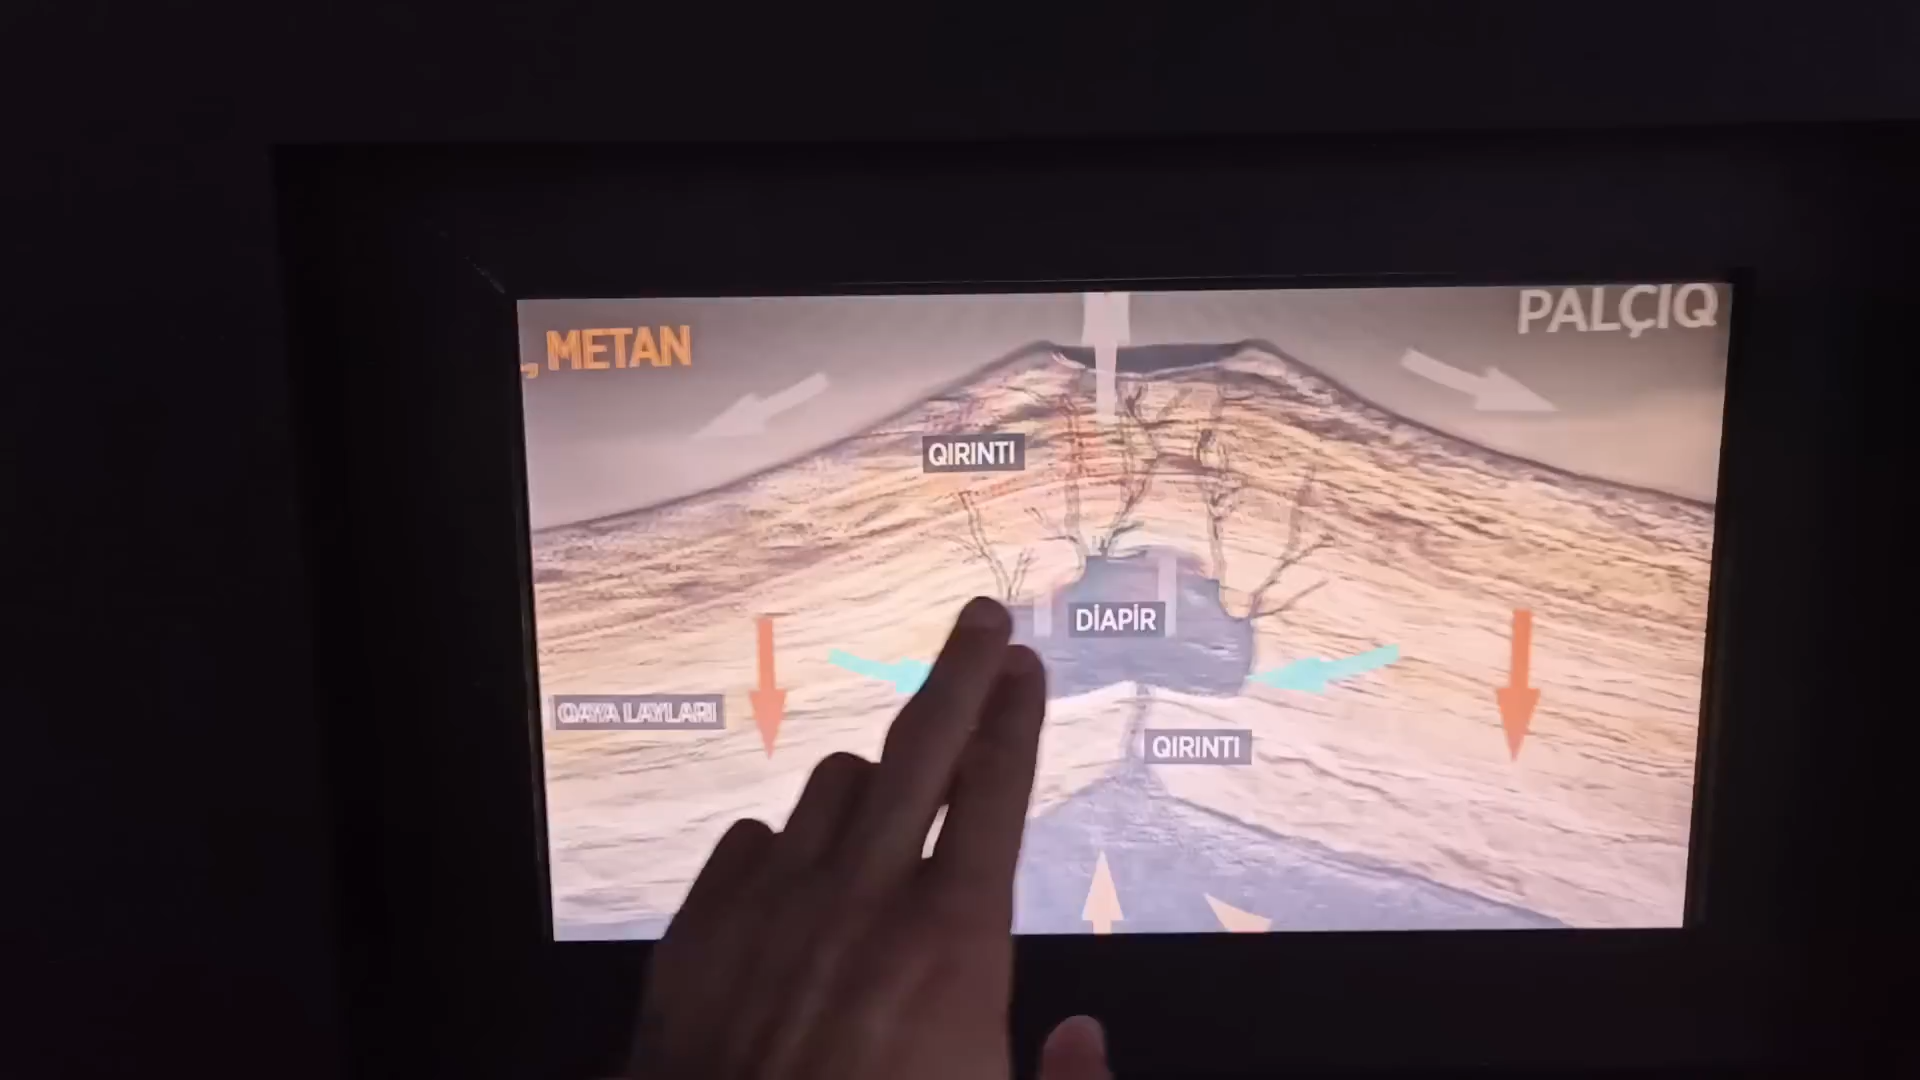 , METAN
PALÇIQ
QIRINTI
DİAPİR
QAYA LAYLARI
QIRINTI